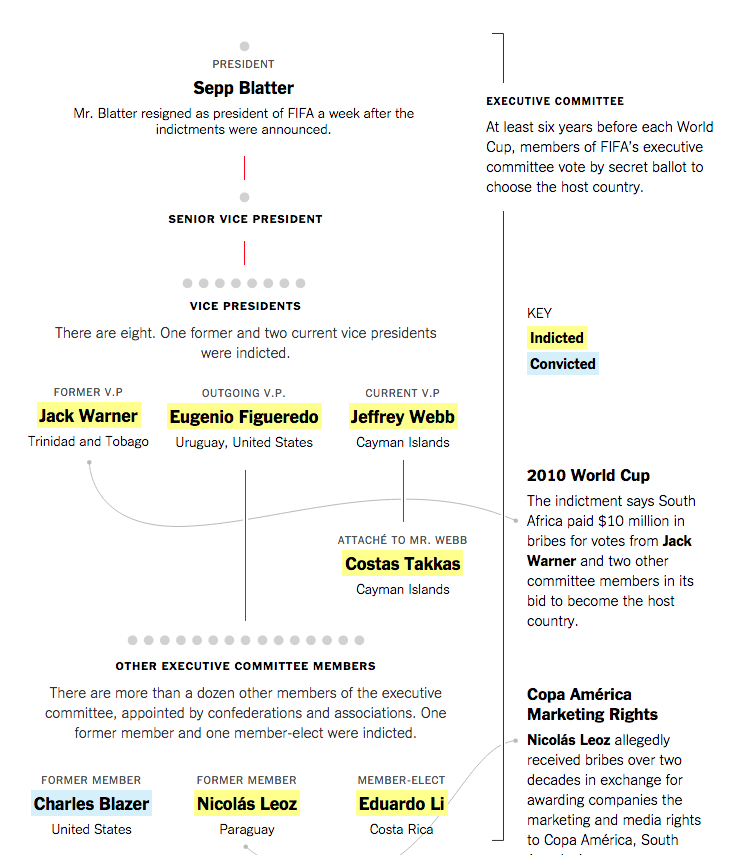 PRESIDENT
Sepp Blatter
Mr. Blatter resigned as president of FIFA a week after the
indictments were announced.
SENIOR VICE PRESIDENT
VICE PRESIDENTS
There are eight. One former and two current vice presidents
were indicted.
FORMER V.P
Jack Warner
Trinidad and Tobago
OUTGOING V.P.
Eugenio Figueredo
Uruguay, United States
CURRENT V.P
Jeffrey Webb
Cayman Islands
ATTACHÉ TO MR. WEBB
Costas Takkas
Cayman Islands
OTHER EXECUTIVE COMMITTEE MEMBERS
There are more than a dozen other members of the executive
committee, appointed by confederations and associations. One
former member and one member-elect were indicted.
FORMER MEMBER
Charles Blazer
United States
FORMER MEMBER
Nicolás Leoz
Paraguay
MEMBER-ELECT
Eduardo Li
Costa Rica
EXECUTIVE COMMITTEE
At least six years before each World
Cup, members of FIFA's executive
committee vote by secret ballot to
choose the host country.
KEY
Indicted
Convicted
2010 World Cup
The indictment says South
Africa paid $10 million in
bribes for votes from Jack
Warner and two other
committee members in its
bid to become the host
country.
Copa América
Marketing Rights
Nicolás Leoz allegedly
received bribes over two
decades in exchange for
awarding companies the
marketing and media rights
to Copa América, South